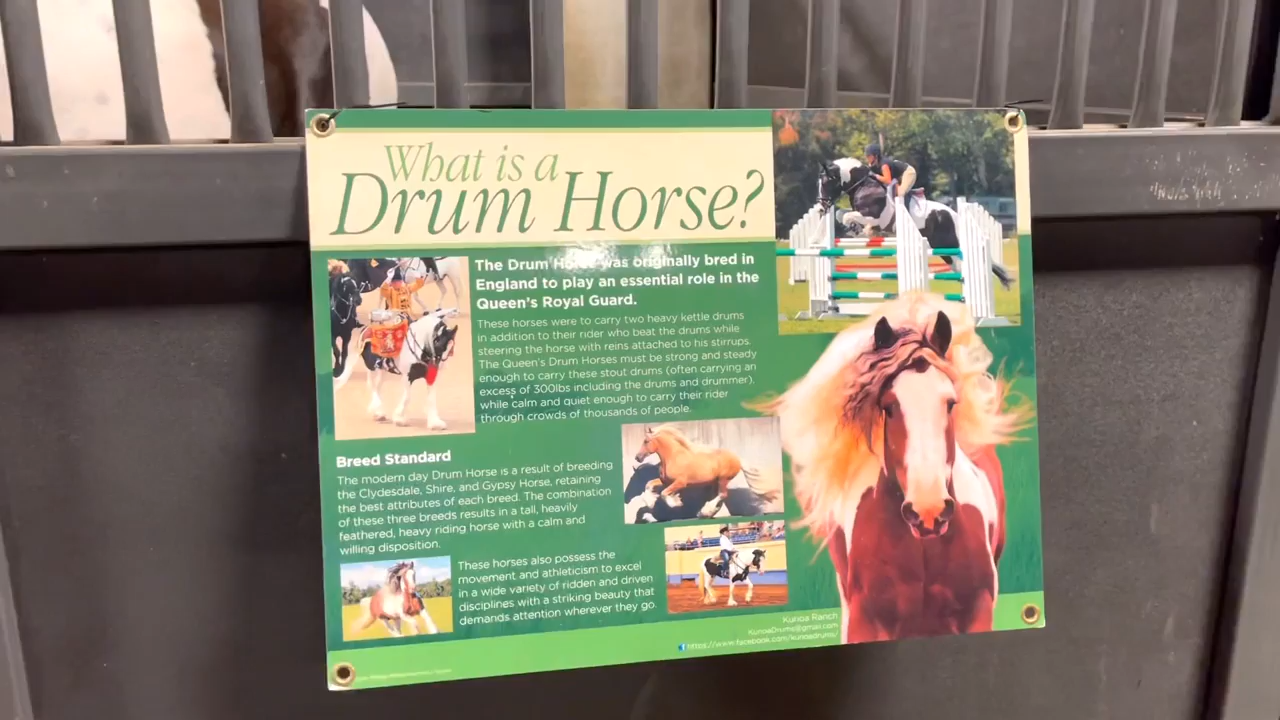 What is a
Drum Horse?
The Drum Horse was originally bred in
England to play an essential role in the
Queen's Royal Guard.
These horses were to carry two heavy kettle drums
in addition to their rider who beat the drums while
steering the horse with reins attached to his stirrups.
The Queen's Drum Horses must be strong and steady
enough to carry these stout drums (often carrying an
excess of 300lbs including the drums and drummer),
while calm and quiet enough to carry their rider
through crowds of thousands of people.
Breed Standard
The modern day Drum Horse is a result of breeding
the Clydesdale, Shire, and Gypsy Horse, retaining
the best attributes of each breed. The combination
of these three breeds results in a tall, heavily
feathered, heavy riding horse with a calm and
willing disposition.
These horses also possess the
movement and athleticism to excel
in a wide variety of ridden and driven
disciplines with a striking beauty that
demands attention wherever they go.
Kunoa Ranch
KunoaDrums@gmail.com
https://www.facebook.com/kunoadrums/